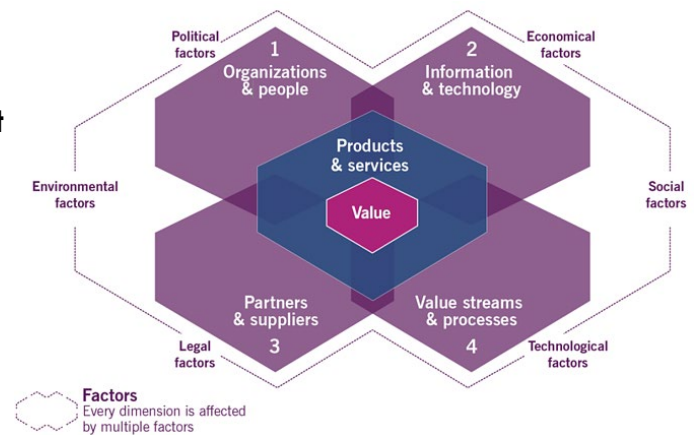 Political
factors
Economical
factors
1
Organizations
& people
2
Information
& technology
Products
& services
Value
Environmental
factors
Social
factors
Partners
& suppliers
3
Value streams
& processes
4
Legal
factors
Technological
factors
Factors
Every dimension is affected
by multiple factors